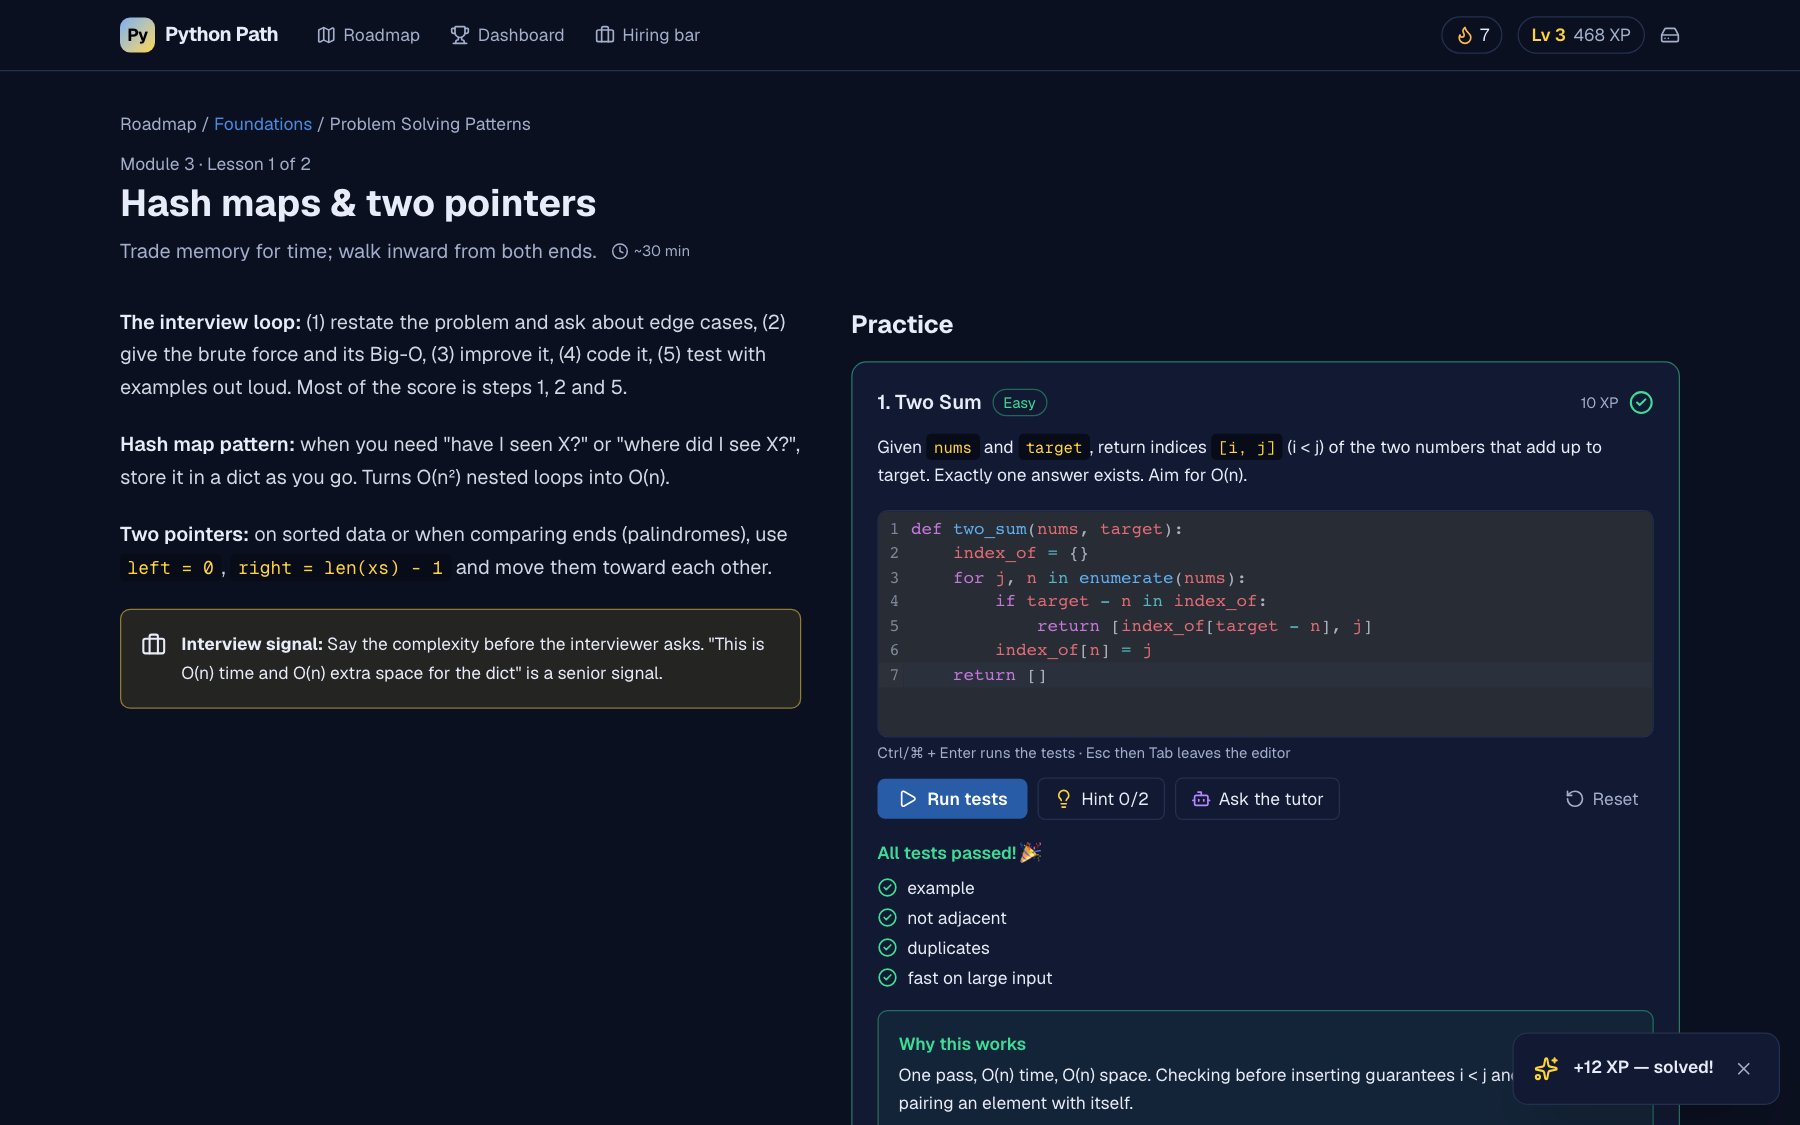 Py Python Path Roadmap Dashboard Hiring bar 7 Lv 3 468 XP
Roadmap / Foundations / Problem Solving Patterns
Module 3 · Lesson 1 of 2
Hash maps & two pointers
Trade memory for time; walk inward from both ends. ~30 min
The interview loop: (1) restate the problem and ask about edge cases, (2)
give the brute force and its Big-O, (3) improve it, (4) code it, (5) test with
examples out loud. Most of the score is steps 1, 2 and 5.
Hash map pattern: when you need "have I seen X?" or "where did I see X?",
store it in a dict as you go. Turns O(n²) nested loops into O(n).
Two pointers: on sorted data or when comparing ends (palindromes), use
left = 0, right = len(xs) - 1 and move them toward each other.
Interview signal: Say the complexity before the interviewer asks. "This is
O(n) time and O(n) extra space for the dict" is a senior signal.
Practice
1. Two Sum Easy 10 XP
Given nums and target, return indices [i, j] (i < j) of the two numbers that add up to
target. Exactly one answer exists. Aim for O(n).
1 def two_sum(nums, target):
2     index_of = {}
3     for j, n in enumerate(nums):
4         if target - n in index_of:
5             return [index_of[target - n], j]
6         index_of[n] = j
7     return []
Ctrl/⌘ + Enter runs the tests · Esc then Tab leaves the editor
Run tests Hint 0/2 Ask the tutor Reset
All tests passed! 🎉
example
not adjacent
duplicates
fast on large input
Why this works
One pass, O(n) time, O(n) space. Checking before inserting guarantees i < j
pairing an element with itself.
+12 XP — solved!